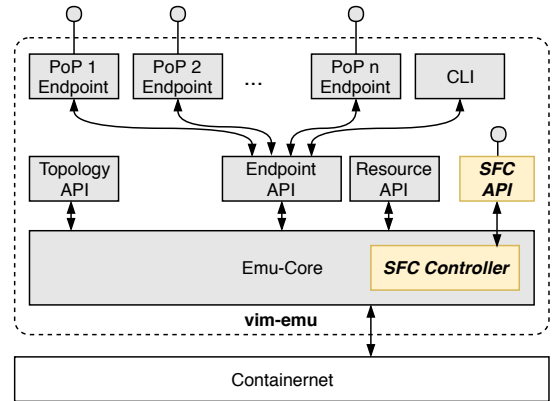 PoP 1
Endpoint
PoP 2
Endpoint
...
PoP n
Endpoint
CLI
Topology
API
Endpoint
API
Resource
API
SFC
API
Emu-Core
SFC Controller
vim-emu
Containernet